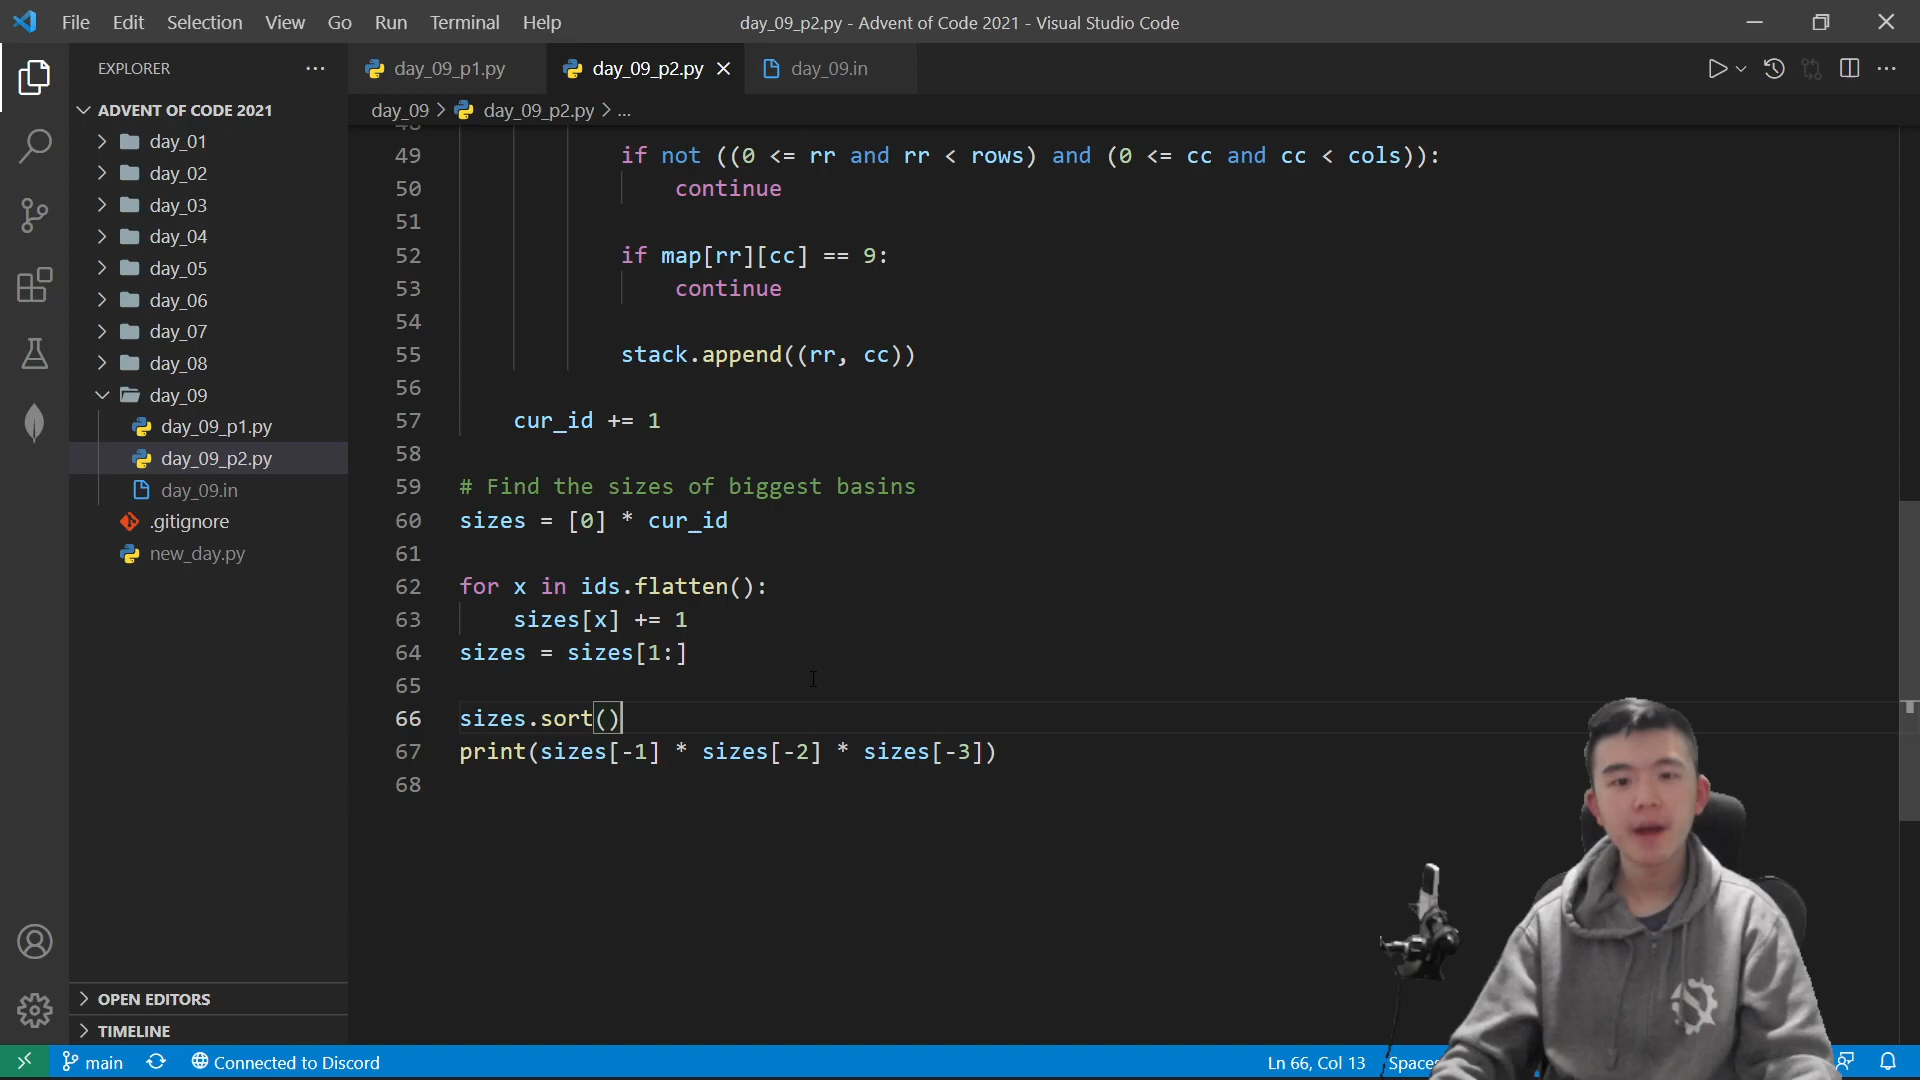 File Edit Selection View Go Run Terminal Help
day_09_p2.py - Advent of Code 2021 - Visual Studio Code
EXPLORER
day_09_p1.py
day_09_p2.py
day_09.in
day_09 > day_09_p2.py > ...
ADVENT OF CODE 2021
day_01
day_02
day_03
day_04
day_05
day_06
day_07
day_08
day_09
day_09_p1.py
day_09_p2.py
day_09.in
.gitignore
new_day.py
OPEN EDITORS
TIMELINE
49 if not ((0 <= rr and rr < rows) and (0 <= cc and cc < cols)):
50 continue
51
52 if map[rr][cc] == 9:
53 continue
54
55 stack.append((rr, cc))
56
57 cur_id += 1
58
59 # Find the sizes of biggest basins
60 sizes = [0] * cur_id
61
62 for x in ids.flatten():
63 sizes[x] += 1
64 sizes = sizes[1:]
65
66 sizes.sort()
67 print(sizes[-1] * sizes[-2] * sizes[-3])
68
main
Connected to Discord
Ln 66, Col 13